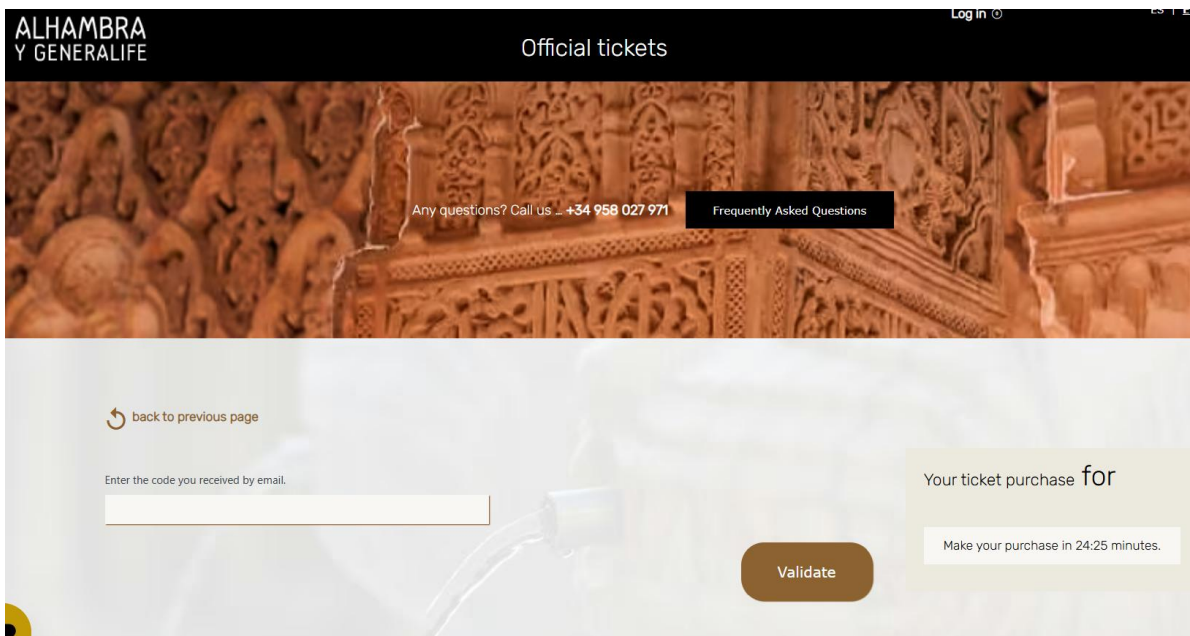 Log in
ES |
ALHAMBRA
Y GENERALIFE
Official tickets
Any questions? Call us _ +34 958 027 971
Frequently Asked Questions
back to previous page
Enter the code you received by email.
Your ticket purchase for
Make your purchase in 24:25 minutes.
Validate